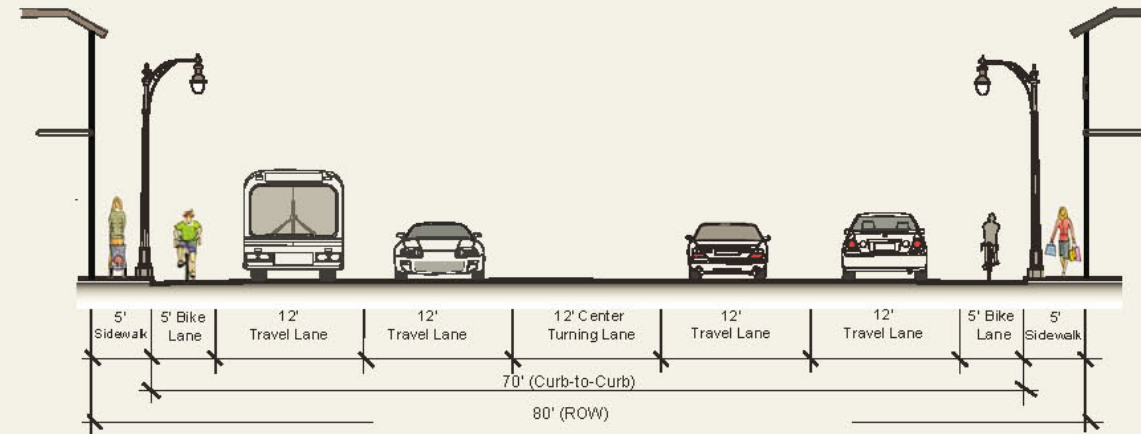 5'
Sidewalk
5' Bike
Lane
12'
Travel Lane
12'
Travel Lane
12' Center
Turning Lane
12'
Travel Lane
12'
Travel Lane
5' Bike
Lane
5'
Sidewalk
70' (Curb-to-Curb)
80' (ROW)